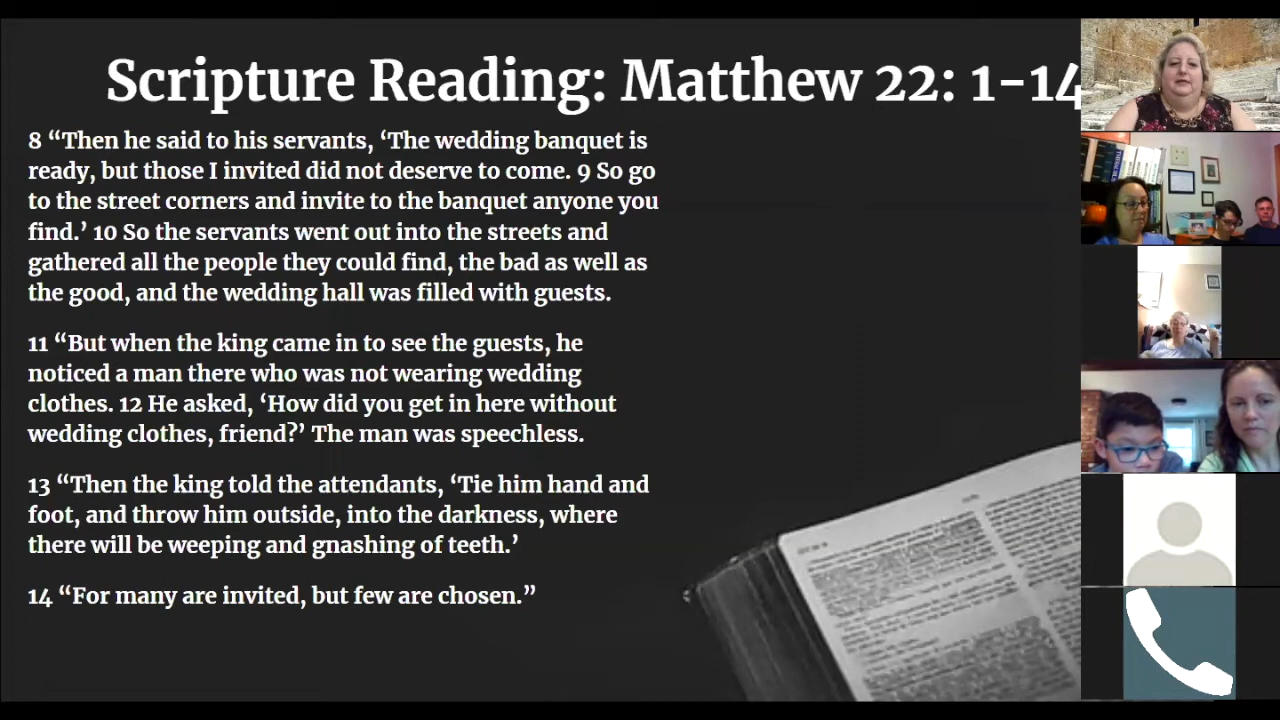 Scripture Reading: Matthew 22: 1-14
8 “Then he said to his servants, ‘The wedding banquet is
ready, but those I invited did not deserve to come. 9 So go
to the street corners and invite to the banquet anyone you
find.’ 10 So the servants went out into the streets and
gathered all the people they could find, the bad as well as
the good, and the wedding hall was filled with guests.
11 “But when the king came in to see the guests, he
noticed a man there who was not wearing wedding
clothes. 12 He asked, ‘How did you get in here without
wedding clothes, friend?’ The man was speechless.
13 “Then the king told the attendants, ‘Tie him hand and
foot, and throw him outside, into the darkness, where
there will be weeping and gnashing of teeth.’
14 “For many are invited, but few are chosen.”